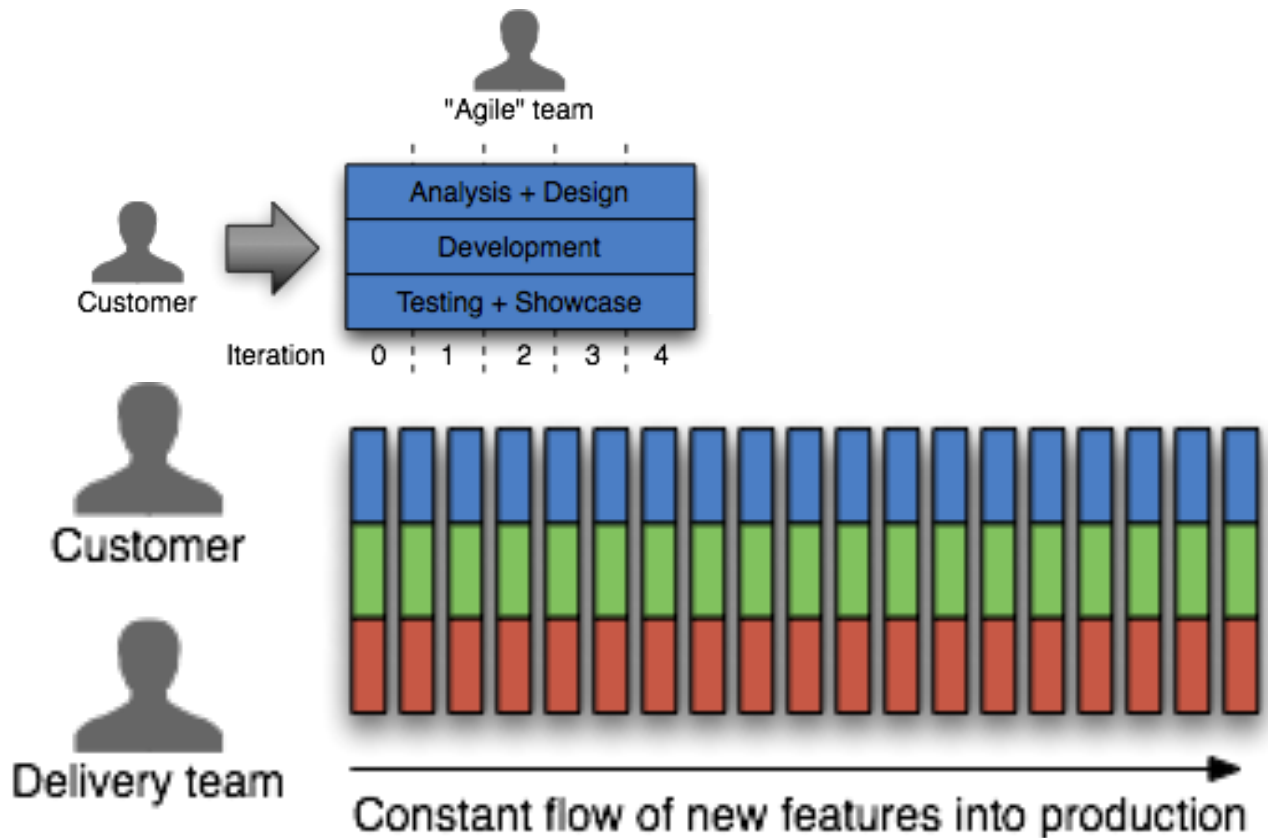 "Agile" team
Analysis + Design
Customer
Development
Testing + Showcase
Iteration 0 1 2 3 4
Customer
Delivery team
Constant flow of new features into production